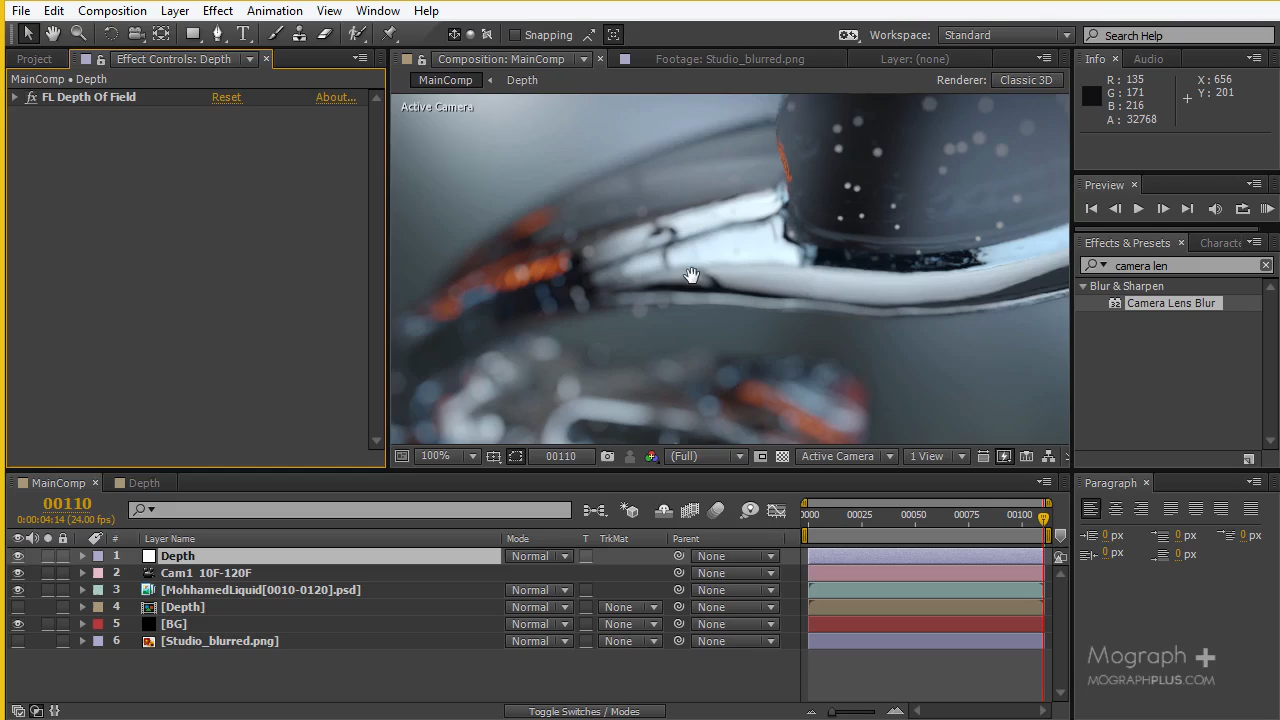 File Edit Composition Layer Effect Animation View Window Help
Snapping Workspace: Standard Search Help
Project Effect Controls: Depth Composition: MainComp Footage: Studio_blurred.png Layer: (none) Info Audio
MainComp • Depth
FL Depth Of Field Reset About...
MainComp Depth Renderer: Classic 3D
Active Camera
R : 135
G : 171
B : 216
A : 32768
X : 656
Y : 201
Preview
Effects & Presets Characte
camera len
Blur & Sharpen
32 Camera Lens Blur
100% 00110 (Full) Active Camera 1 View
MainComp Depth
Paragraph
00110
0:00:04:14 (24.00 fps)
0000 00025 00050 00075 00100
# Layer Name Mode T TrkMat Parent
1 Depth Normal None
2 Cam1 10F-120F Normal None
3 [MohhamedLiquid[0010-0120].psd] Normal None
4 [Depth] Normal None None
5 [BG] Normal None None
6 [Studio_blurred.png] Normal None None
0 px 0 px 0 px
0 px 0 px
Mograph +
MOGRAPHPLUS.COM
Toggle Switches / Modes